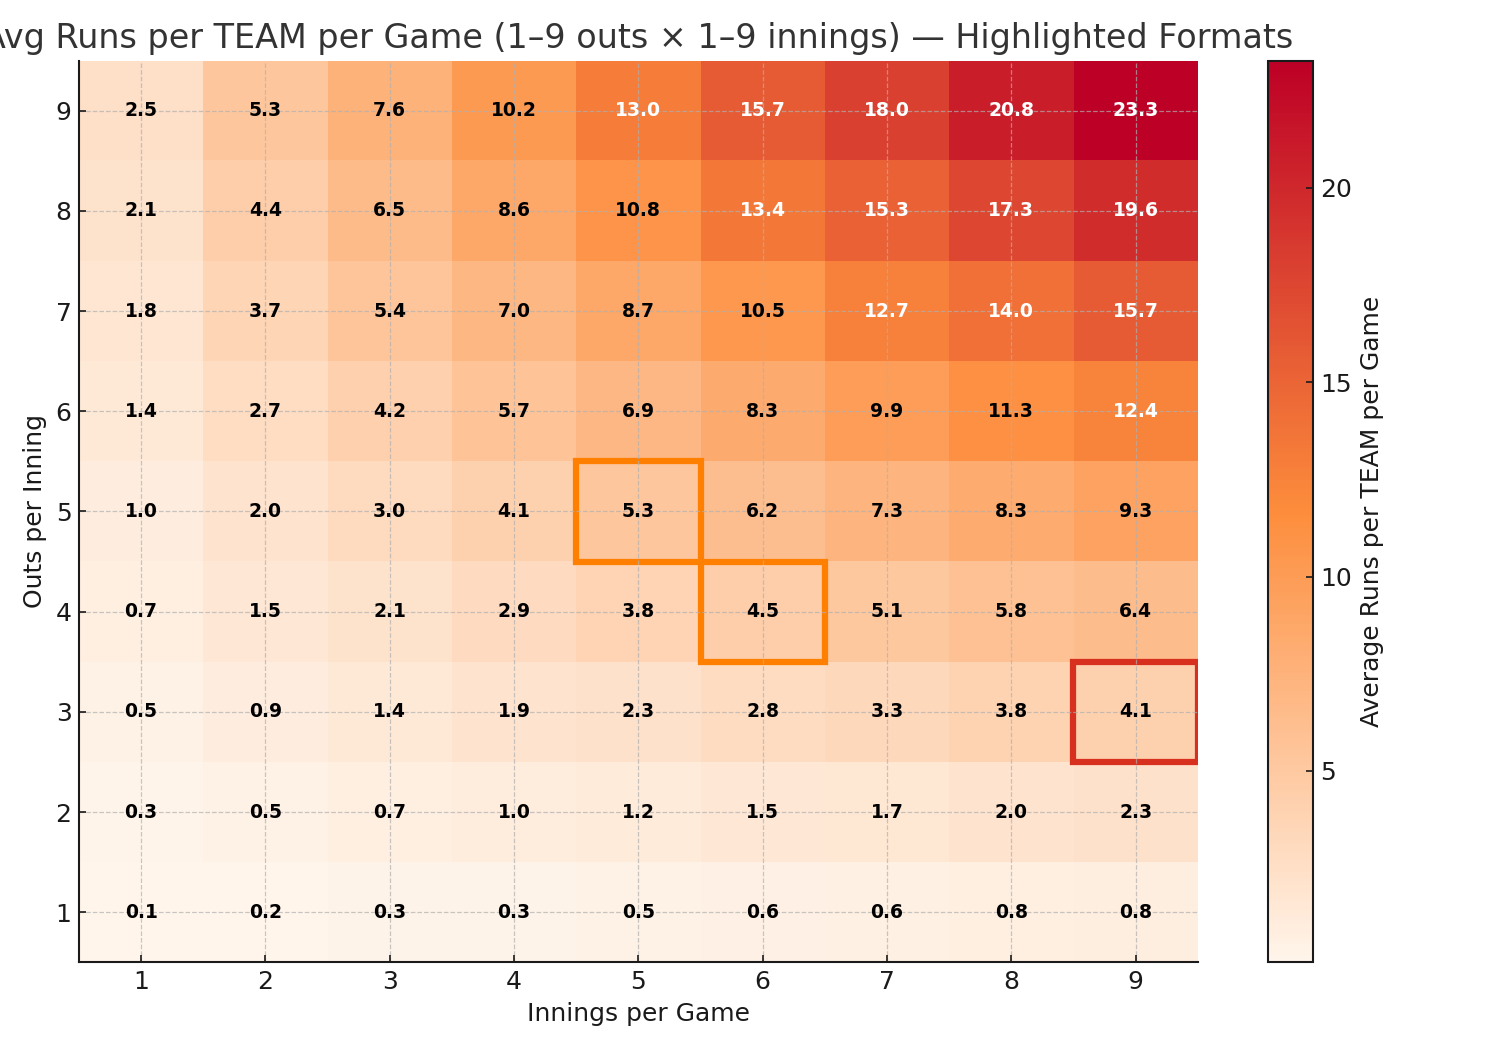 Avg Runs per TEAM per Game (1–9 outs × 1–9 innings) — Highlighted Formats
9 2.5 5.3 7.6 10.2 13.0 15.7 18.0 20.8 23.3
8 2.1 4.4 6.5 8.6 10.8 13.4 15.3 17.3 19.6
7 1.8 3.7 5.4 7.0 8.7 10.5 12.7 14.0 15.7
6 1.4 2.7 4.2 5.7 6.9 8.3 9.9 11.3 12.4
5 1.0 2.0 3.0 4.1 5.3 6.2 7.3 8.3 9.3
4 0.7 1.5 2.1 2.9 3.8 4.5 5.1 5.8 6.4
3 0.5 0.9 1.4 1.9 2.3 2.8 3.3 3.8 4.1
2 0.3 0.5 0.7 1.0 1.2 1.5 1.7 2.0 2.3
1 0.1 0.2 0.3 0.3 0.5 0.6 0.6 0.8 0.8
1 2 3 4 5 6 7 8 9
Innings per Game
Outs per Inning
20
15
10
5
Average Runs per TEAM per Game